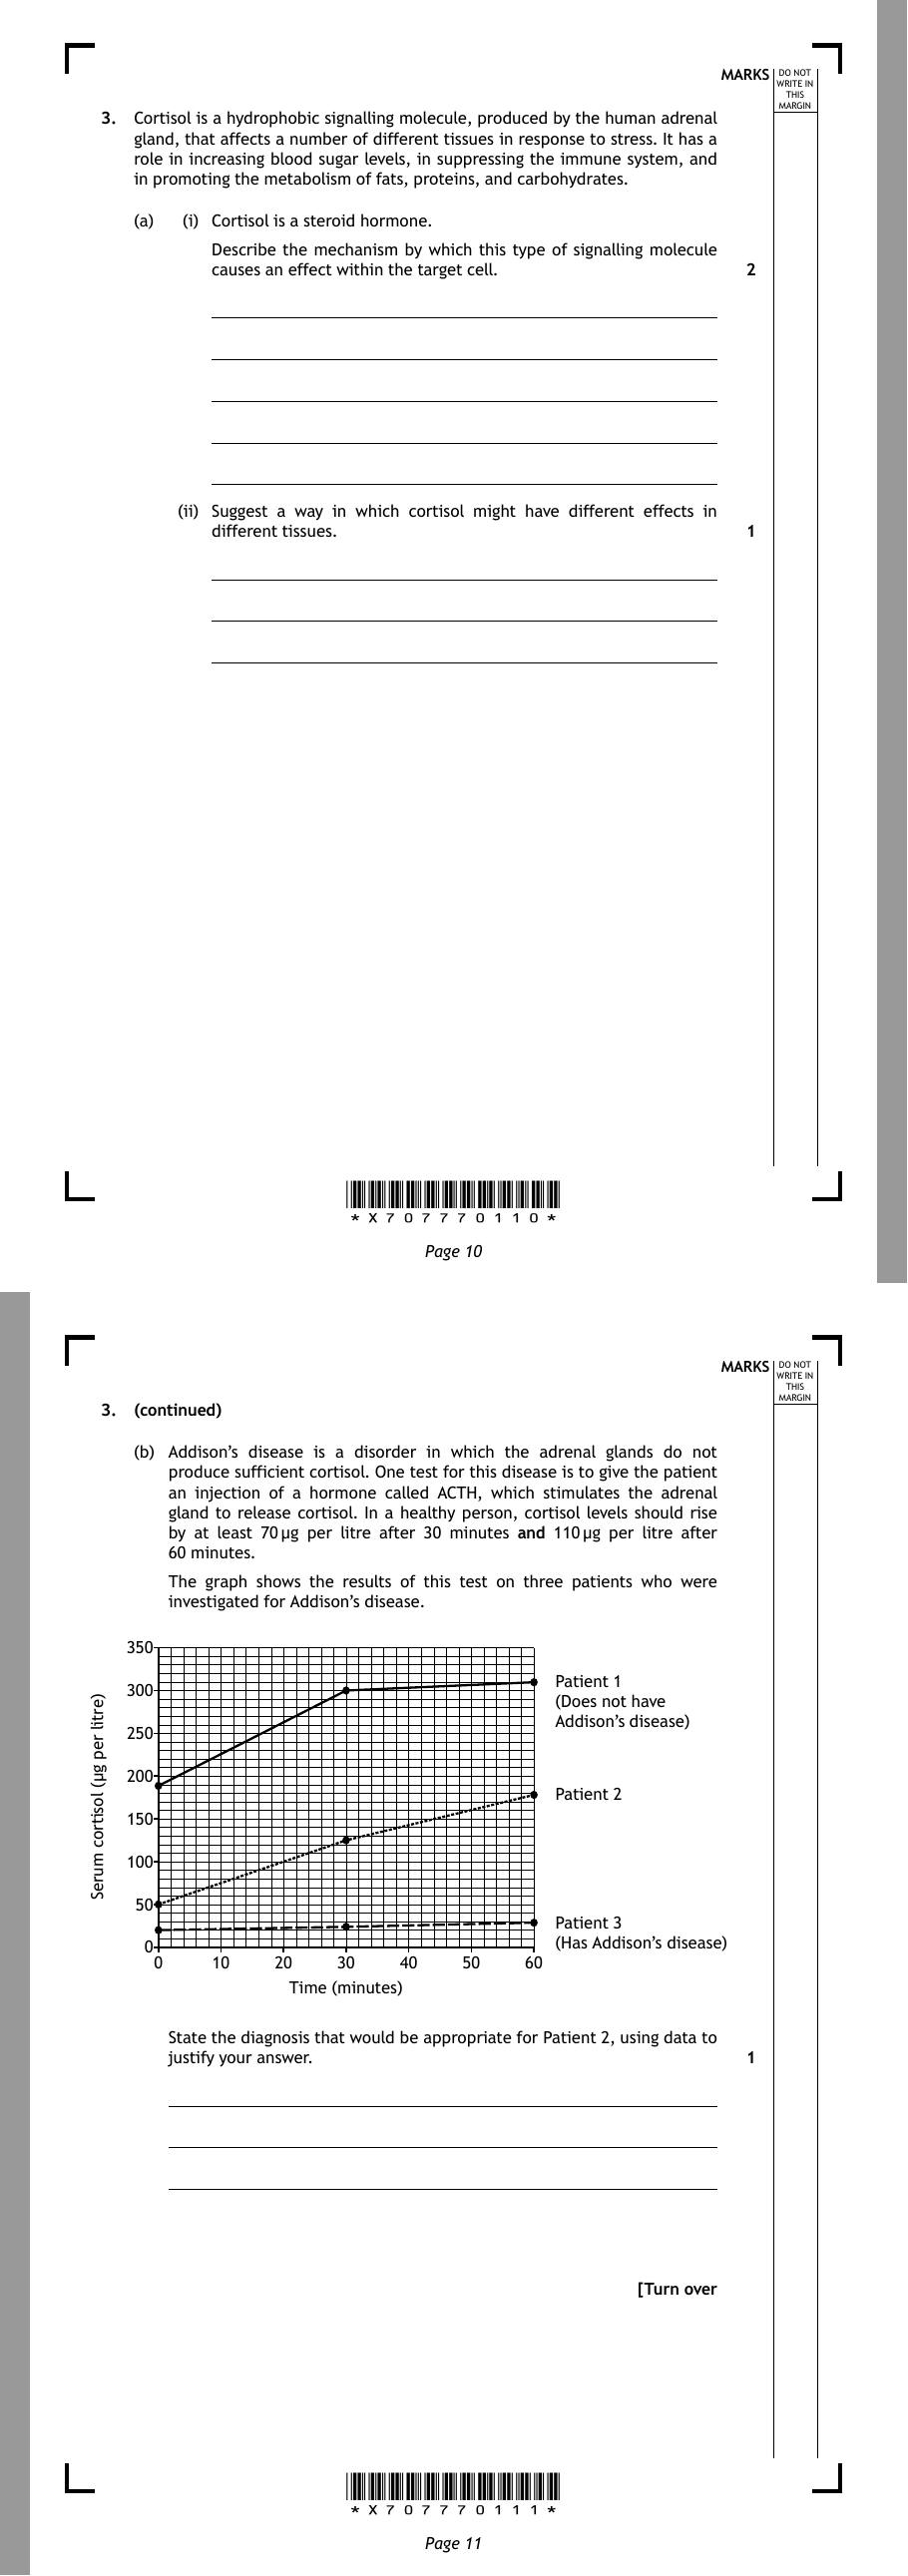 MARKS
DO NOT
WRITE IN
THIS
MARGIN
3. Cortisol is a hydrophobic signalling molecule, produced by the human adrenal
gland, that affects a number of different tissues in response to stress. It has a
role in increasing blood sugar levels, in suppressing the immune system, and
in promoting the metabolism of fats, proteins, and carbohydrates.
(a) (i) Cortisol is a steroid hormone.
Describe the mechanism by which this type of signalling molecule
causes an effect within the target cell. 2
(ii) Suggest a way in which cortisol might have different effects in
different tissues. 1
* X 7 0 7 7 7 0 1 1 0 *
Page 10
MARKS
DO NOT
WRITE IN
THIS
MARGIN
3. (continued)
(b) Addison's disease is a disorder in which the adrenal glands do not
produce sufficient cortisol. One test for this disease is to give the patient
an injection of a hormone called ACTH, which stimulates the adrenal
gland to release cortisol. In a healthy person, cortisol levels should rise
by at least 70 µg per litre after 30 minutes and 110 µg per litre after
60 minutes.
The graph shows the results of this test on three patients who were
investigated for Addison's disease.
Serum cortisol (µg per litre)
350
300
250
200
150
100
50
0
Patient 1
(Does not have
Addison's disease)
Patient 2
Patient 3
(Has Addison's disease)
0 10 20 30 40 50 60
Time (minutes)
State the diagnosis that would be appropriate for Patient 2, using data to
justify your answer. 1
[Turn over
* X 7 0 7 7 7 0 1 1 1 *
Page 11